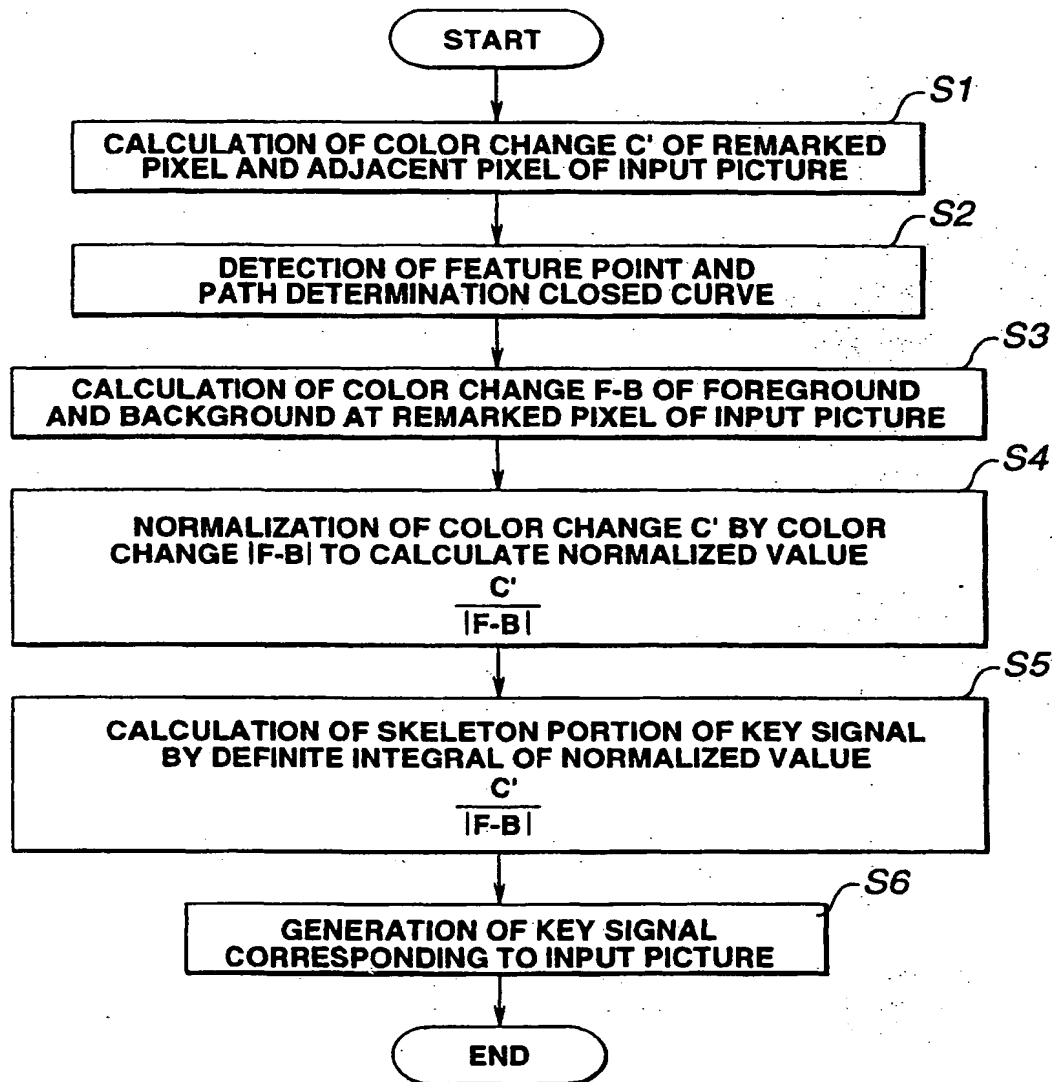 START
S1
CALCULATION OF COLOR CHANGE C' OF REMARKED
PIXEL AND ADJACENT PIXEL OF INPUT PICTURE
S2
DETECTION OF FEATURE POINT AND
PATH DETERMINATION CLOSED CURVE
S3
CALCULATION OF COLOR CHANGE F-B OF FOREGROUND
AND BACKGROUND AT REMARKED PIXEL OF INPUT PICTURE
S4
NORMALIZATION OF COLOR CHANGE C' BY COLOR
CHANGE |F-B| TO CALCULATE NORMALIZED VALUE
C'
|F-B|
S5
CALCULATION OF SKELETON PORTION OF KEY SIGNAL
BY DEFINITE INTEGRAL OF NORMALIZED VALUE
C'
|F-B|
S6
GENERATION OF KEY SIGNAL
CORRESPONDING TO INPUT PICTURE
END